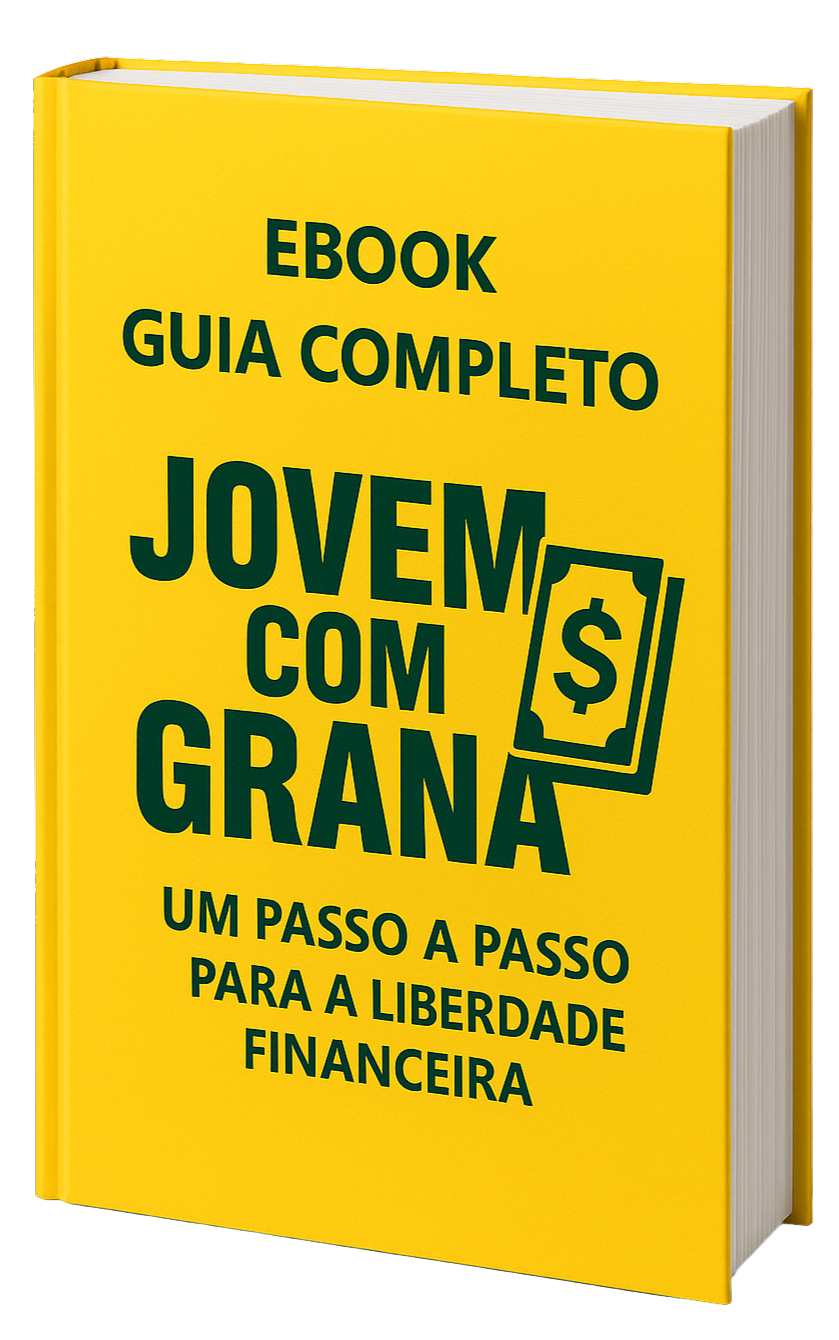 EBOOK
GUIA COMPLETO
JOVEM
COM
GRANA
$
UM PASSO A PASSO
PARA A LIBERDADE
FINANCEIRA